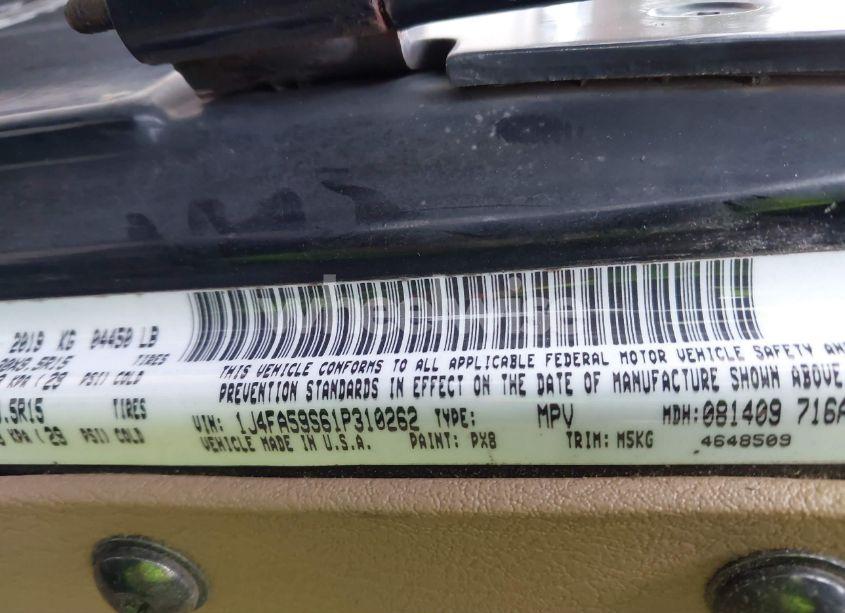 2019 KG 04450 LB
.5R15 TIRES
KPA (29 PSI) COLD
THIS VEHICLE CONFORMS TO ALL APPLICABLE FEDERAL MOTOR VEHICLE SAFETY AND
PREVENTION STANDARDS IN EFFECT ON THE DATE OF MANUFACTURE SHOWN ABOVE
.5R15 TIRES
KPA (29 PSI) COLD
VIN: 1J4FA59S61P310262 TYPE: MPV MDH:081409 716A
VEHICLE MADE IN U.S.A. PAINT: PX8 TRIM: M5KG 4648509